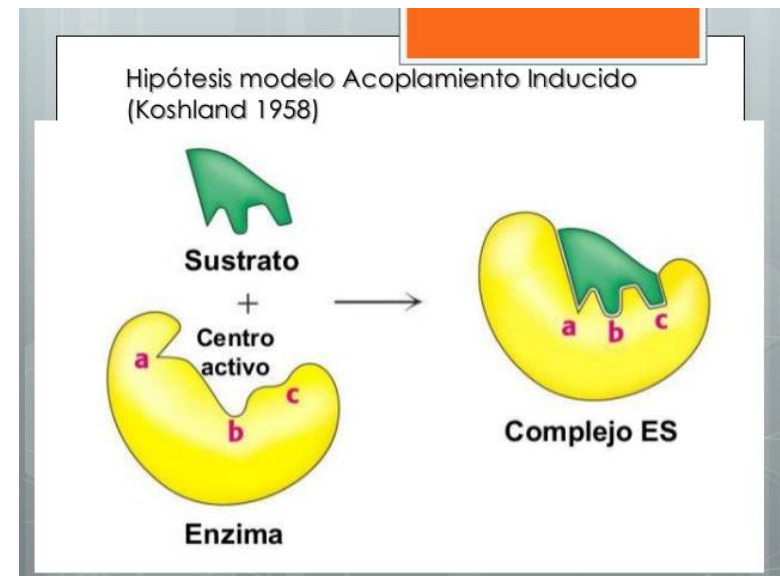 Hipótesis modelo Acoplamiento Inducido
(Koshland 1958)
Sustrato
+
Centro
activo
a
b
c
Enzima
a
b
c
Complejo ES